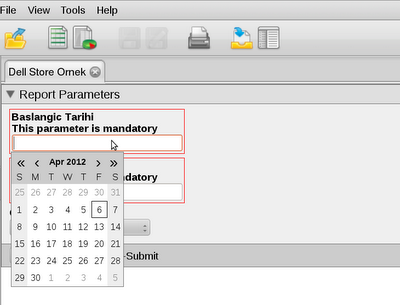 File View Tools Help
Dell Store Ornek
Report Parameters
Baslangic Tarihi
This parameter is mandatory
« ‹ Apr 2012 › »
S M T W T F S
25 26 27 28 29 30 31
1 2 3 4 5 6 7
8 9 10 11 12 13 14
15 16 17 18 19 20 21
22 23 24 25 26 27 28
29 30 1 2 3 4 5
ndatory
-Submit